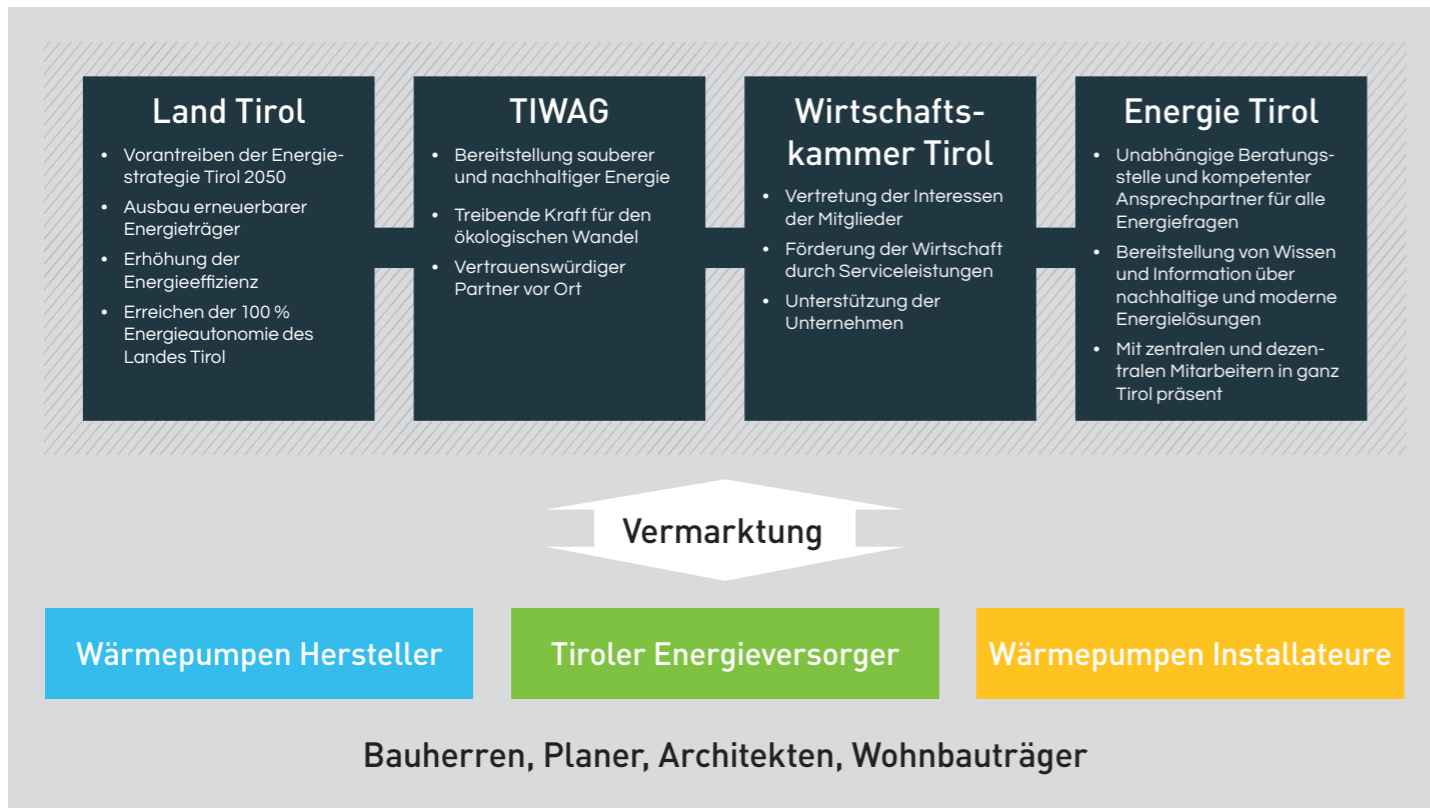 Land Tirol
• Vorantreiben der Energie-
strategie Tirol 2050
• Ausbau erneuerbarer
Energieträger
• Erhöhung der
Energieeffizienz
• Erreichen der 100 %
Energieautonomie des
Landes Tirol
TIWAG
• Bereitstellung sauberer
und nachhaltiger Energie
• Treibende Kraft für den
ökologischen Wandel
• Vertrauenswürdiger
Partner vor Ort
Wirtschafts-
kammer Tirol
• Vertretung der Interessen
der Mitglieder
• Förderung der Wirtschaft
durch Serviceleistungen
• Unterstützung der
Unternehmen
Energie Tirol
• Unabhängige Beratungs-
stelle und kompetenter
Ansprechpartner für alle
Energiefragen
• Bereitstellung von Wissen
und Information über
nachhaltige und moderne
Energielösungen
• Mit zentralen und dezen-
tralen Mitarbeitern in ganz
Tirol präsent
Vermarktung
Wärmepumpen Hersteller
Tiroler Energieversorger
Wärmepumpen Installateure
Bauherren, Planer, Architekten, Wohnbauträger